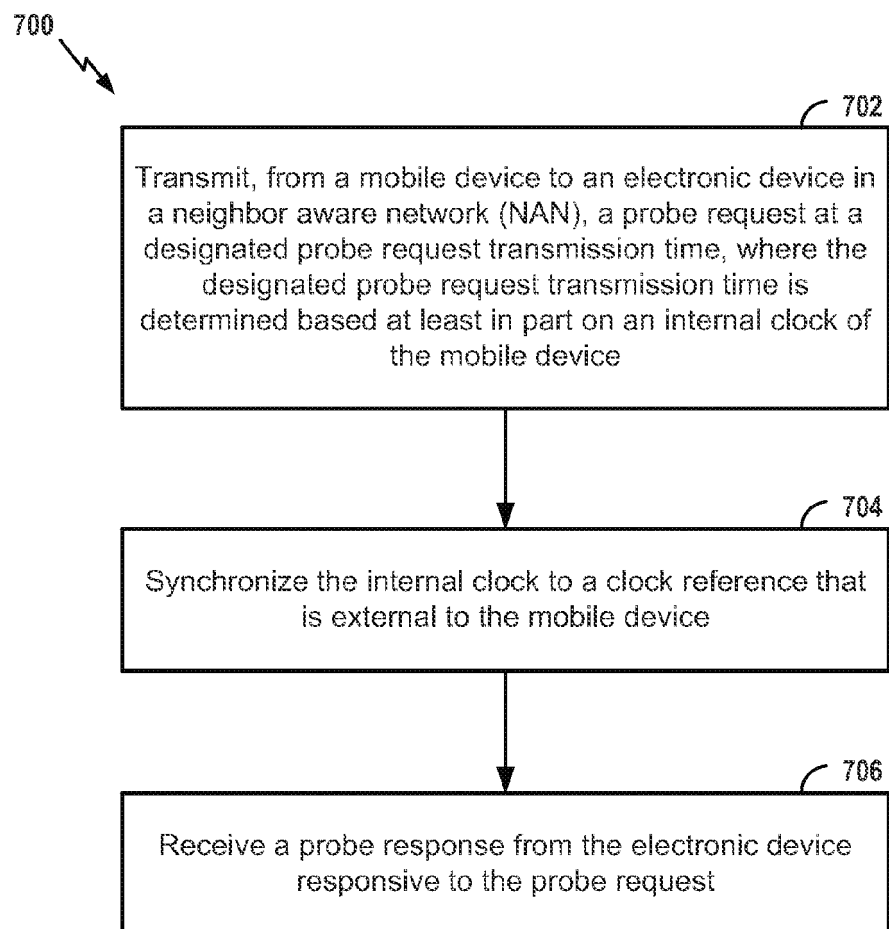 700
702
Transmit, from a mobile device to an electronic device in
a neighbor aware network (NAN), a probe request at a
designated probe request transmission time, where the
designated probe request transmission time is
determined based at least in part on an internal clock of
the mobile device
704
Synchronize the internal clock to a clock reference that
is external to the mobile device
706
Receive a probe response from the electronic device
responsive to the probe request